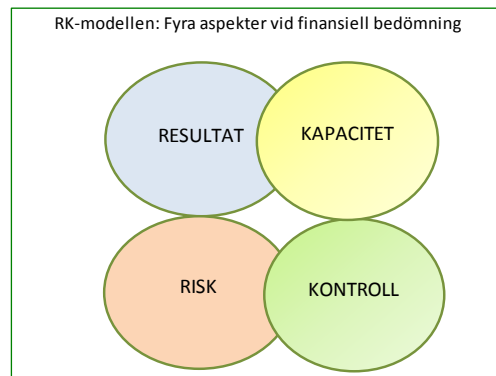 RK-modellen: Fyra aspekter vid finansiell bedömning
RESULTAT
KAPACITET
RISK
KONTROLL